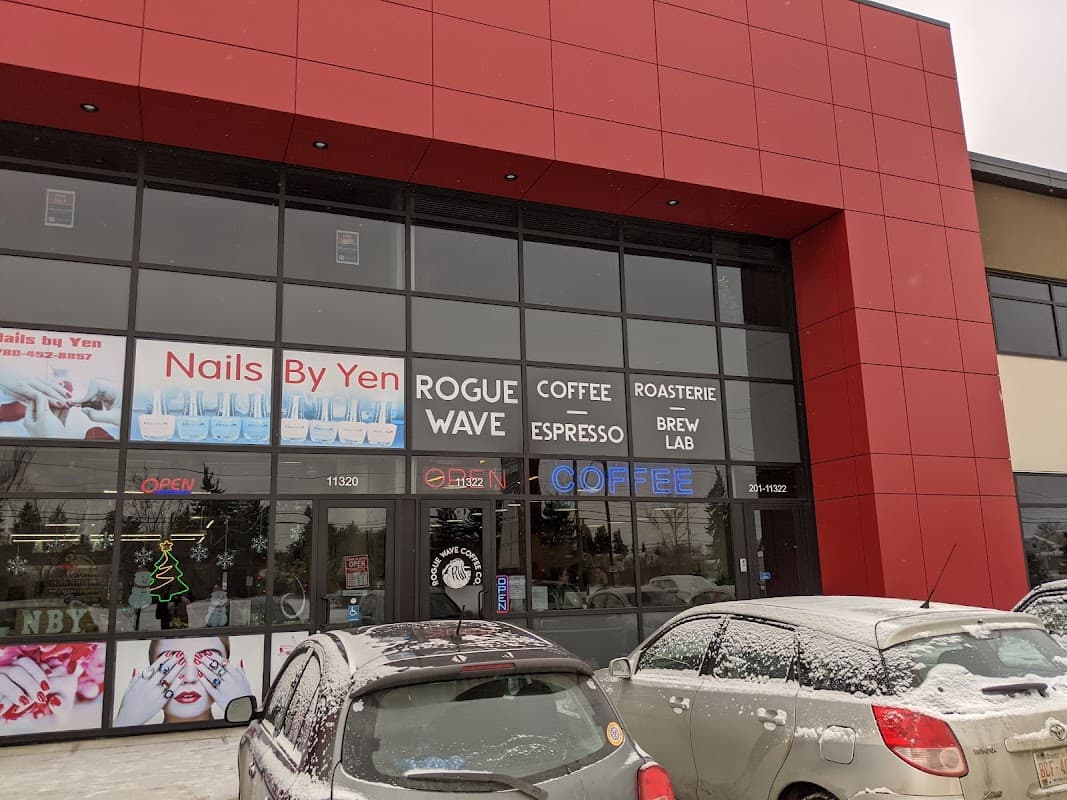 Nails by Yen
780-452-8857
Nails By Yen
ROGUE
WAVE
COFFEE
ESPRESSO
ROASTERIE
BREW
LAB
OPEN
11320
OPEN
11322
COFFEE
201-11322
ROGUE WAVE COFFEE CO.
OPEN
OPEN
NBY